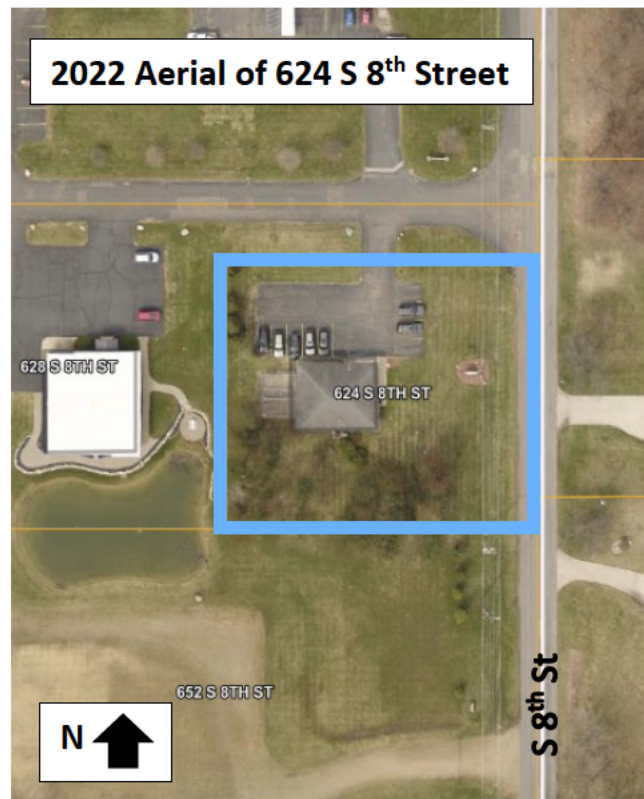 2022 Aerial of 624 S 8th Street
628 S 8TH ST
624 S 8TH ST
652 S 8TH ST
S 8th St
N